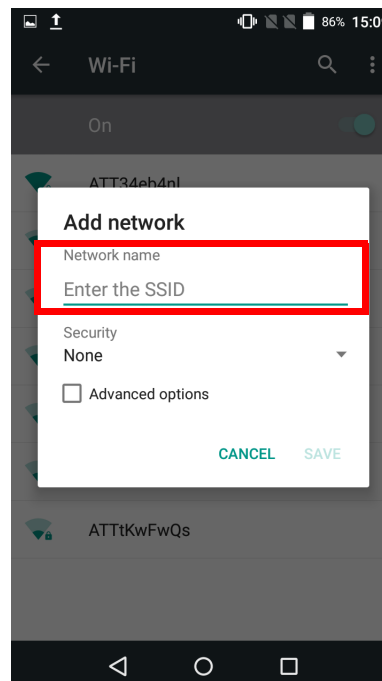 86% 15:0
Wi-Fi
On
ATT34eb4nl
Add network
Network name
Enter the SSID
Security
None
Advanced options
CANCEL SAVE
ATTtKwFwQs